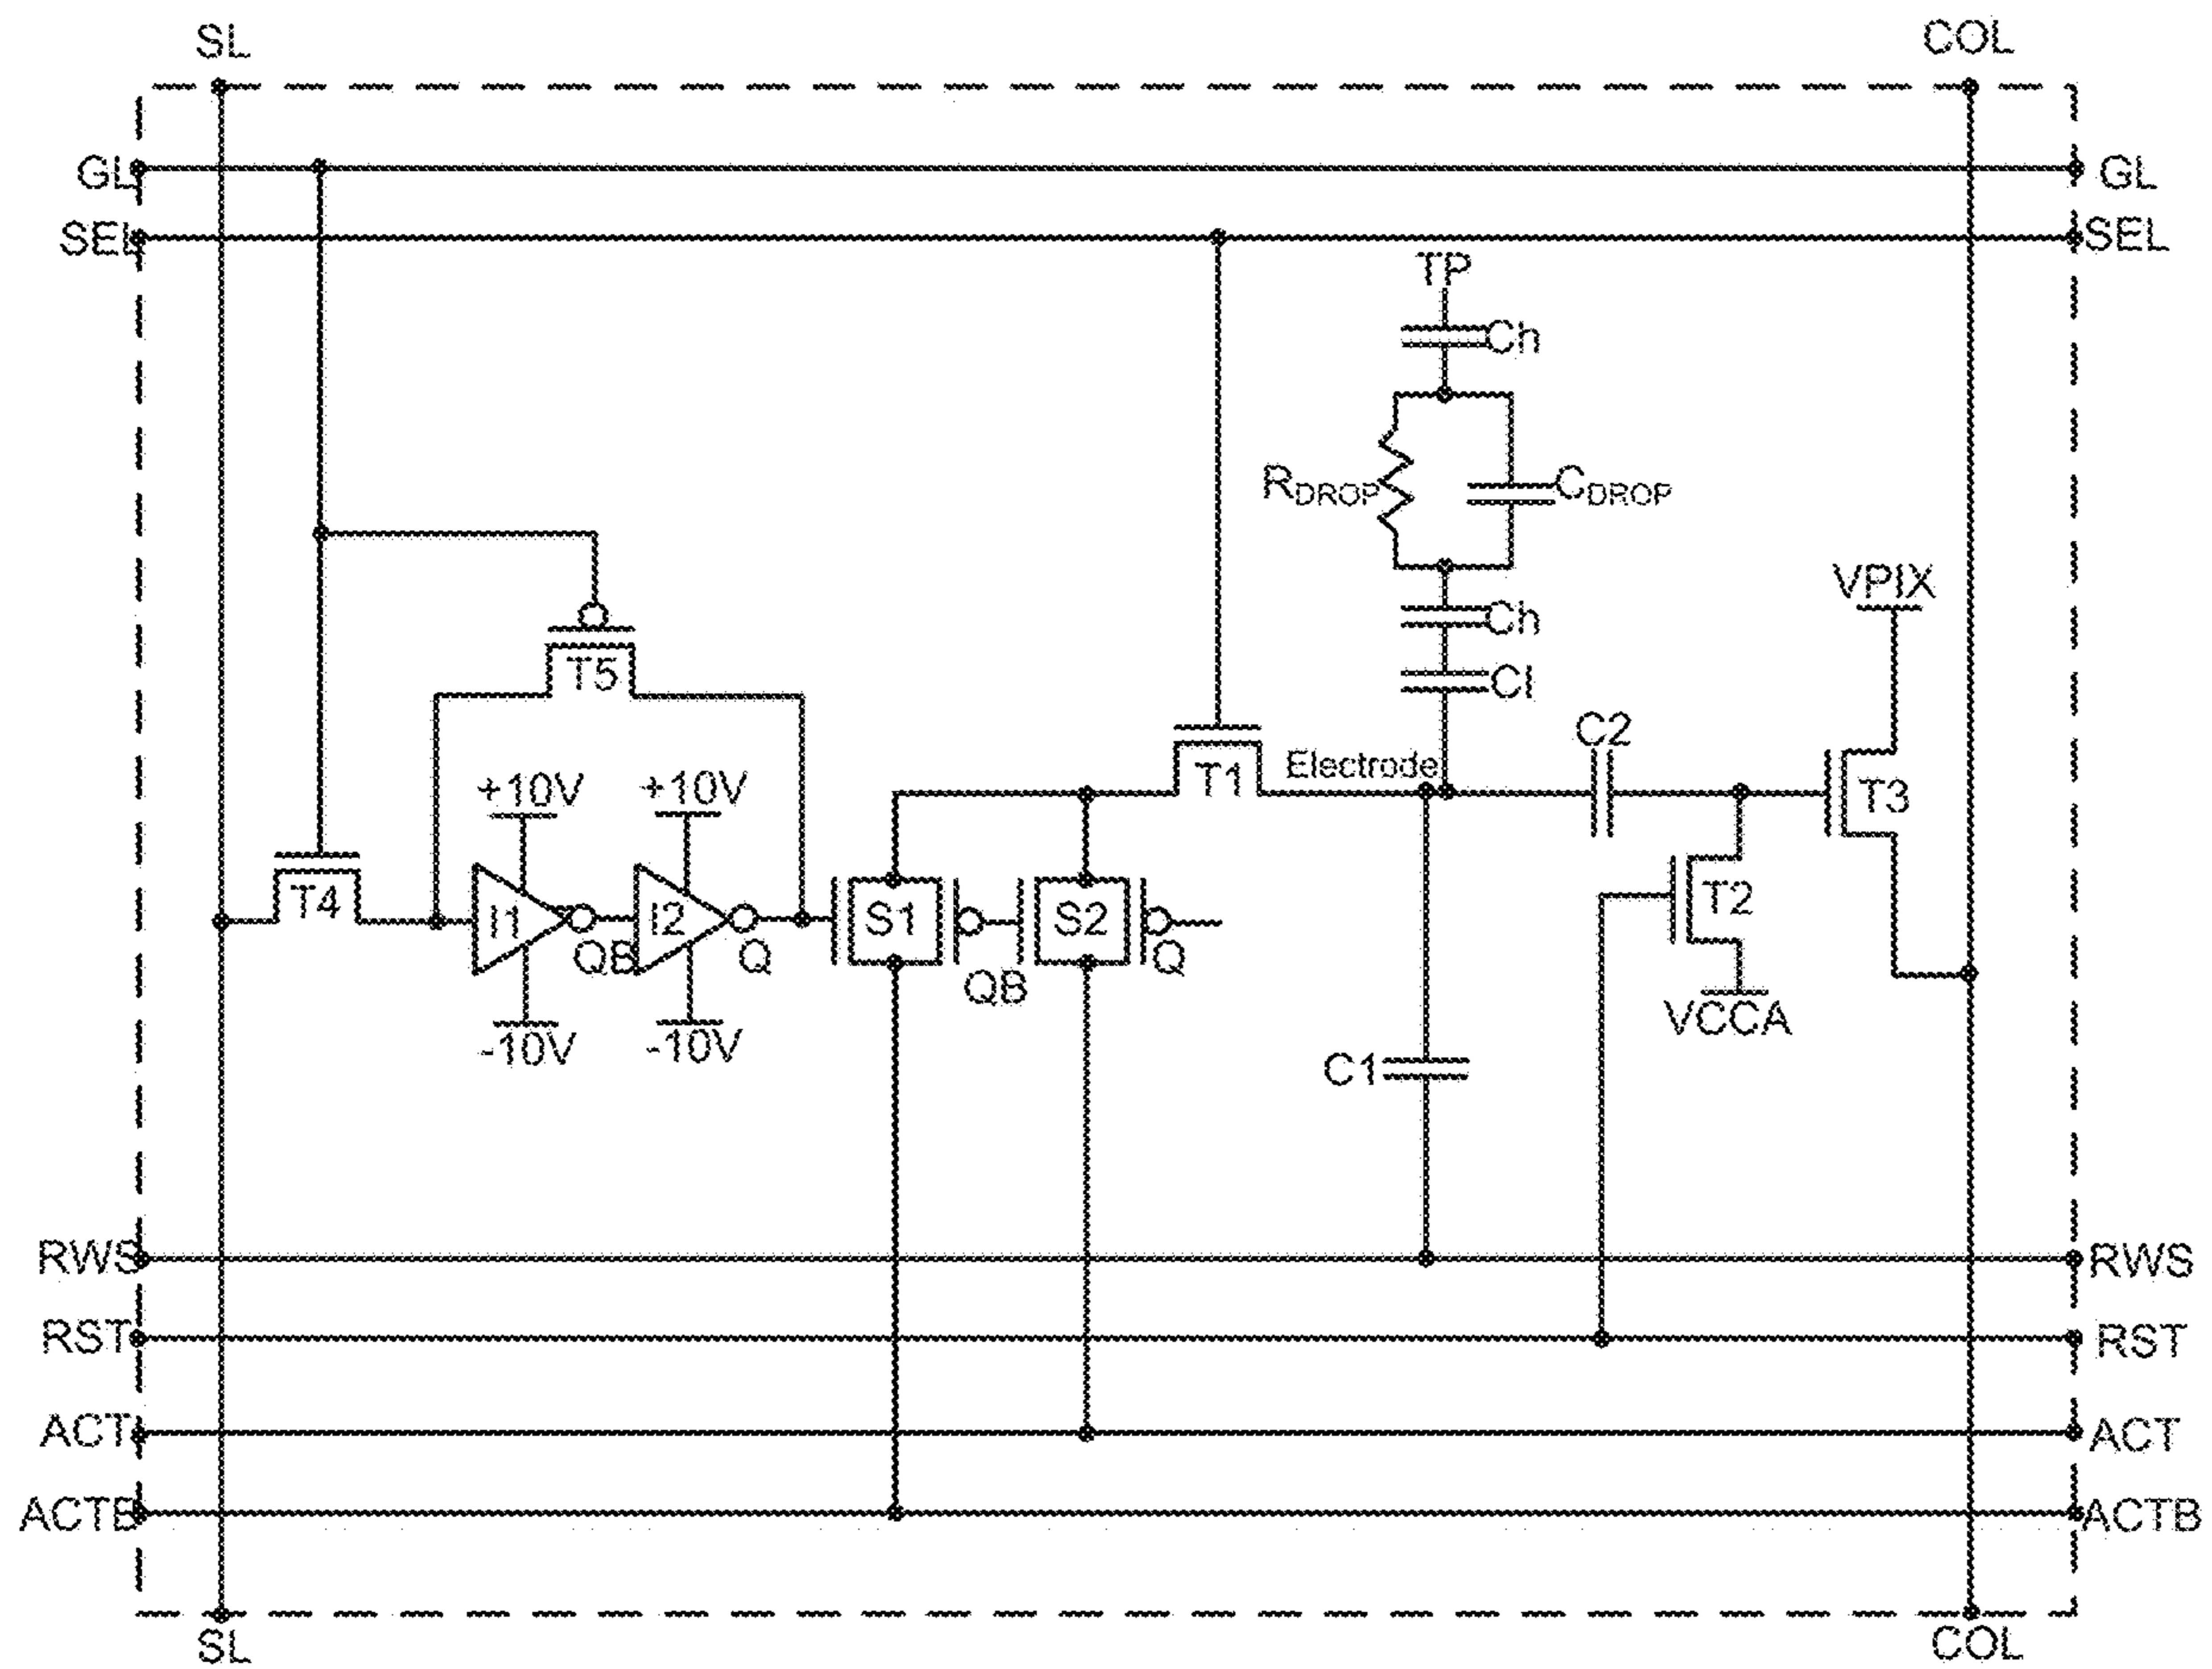 SL COL
GL GL
SEL SEL
TP
Ch
RDROP CDROP
VPIX
Ch
T5 CI
C2
+10V +10V T1 Electrode T3
T4 I1 I2 S1 S2 T2
QB Q QB Q
VCCA
-10V -10V
C1
RWS RWS
RST RST
ACT ACT
ACTB ACTB
SL COL